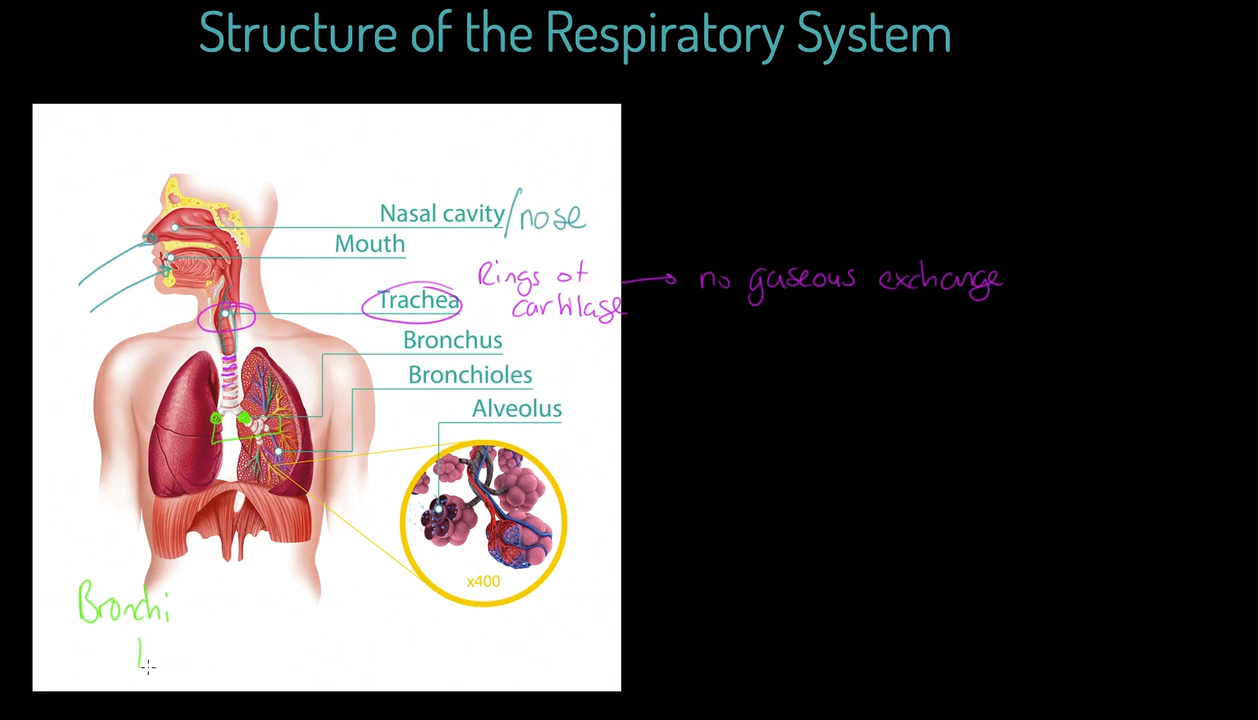 Structure of the Respiratory System
Nasal cavity/nose
Mouth
Rings of → no gaseous exchange
Trachea cartilage
Bronchus
Bronchioles
Alveolus
x400
Bronchi